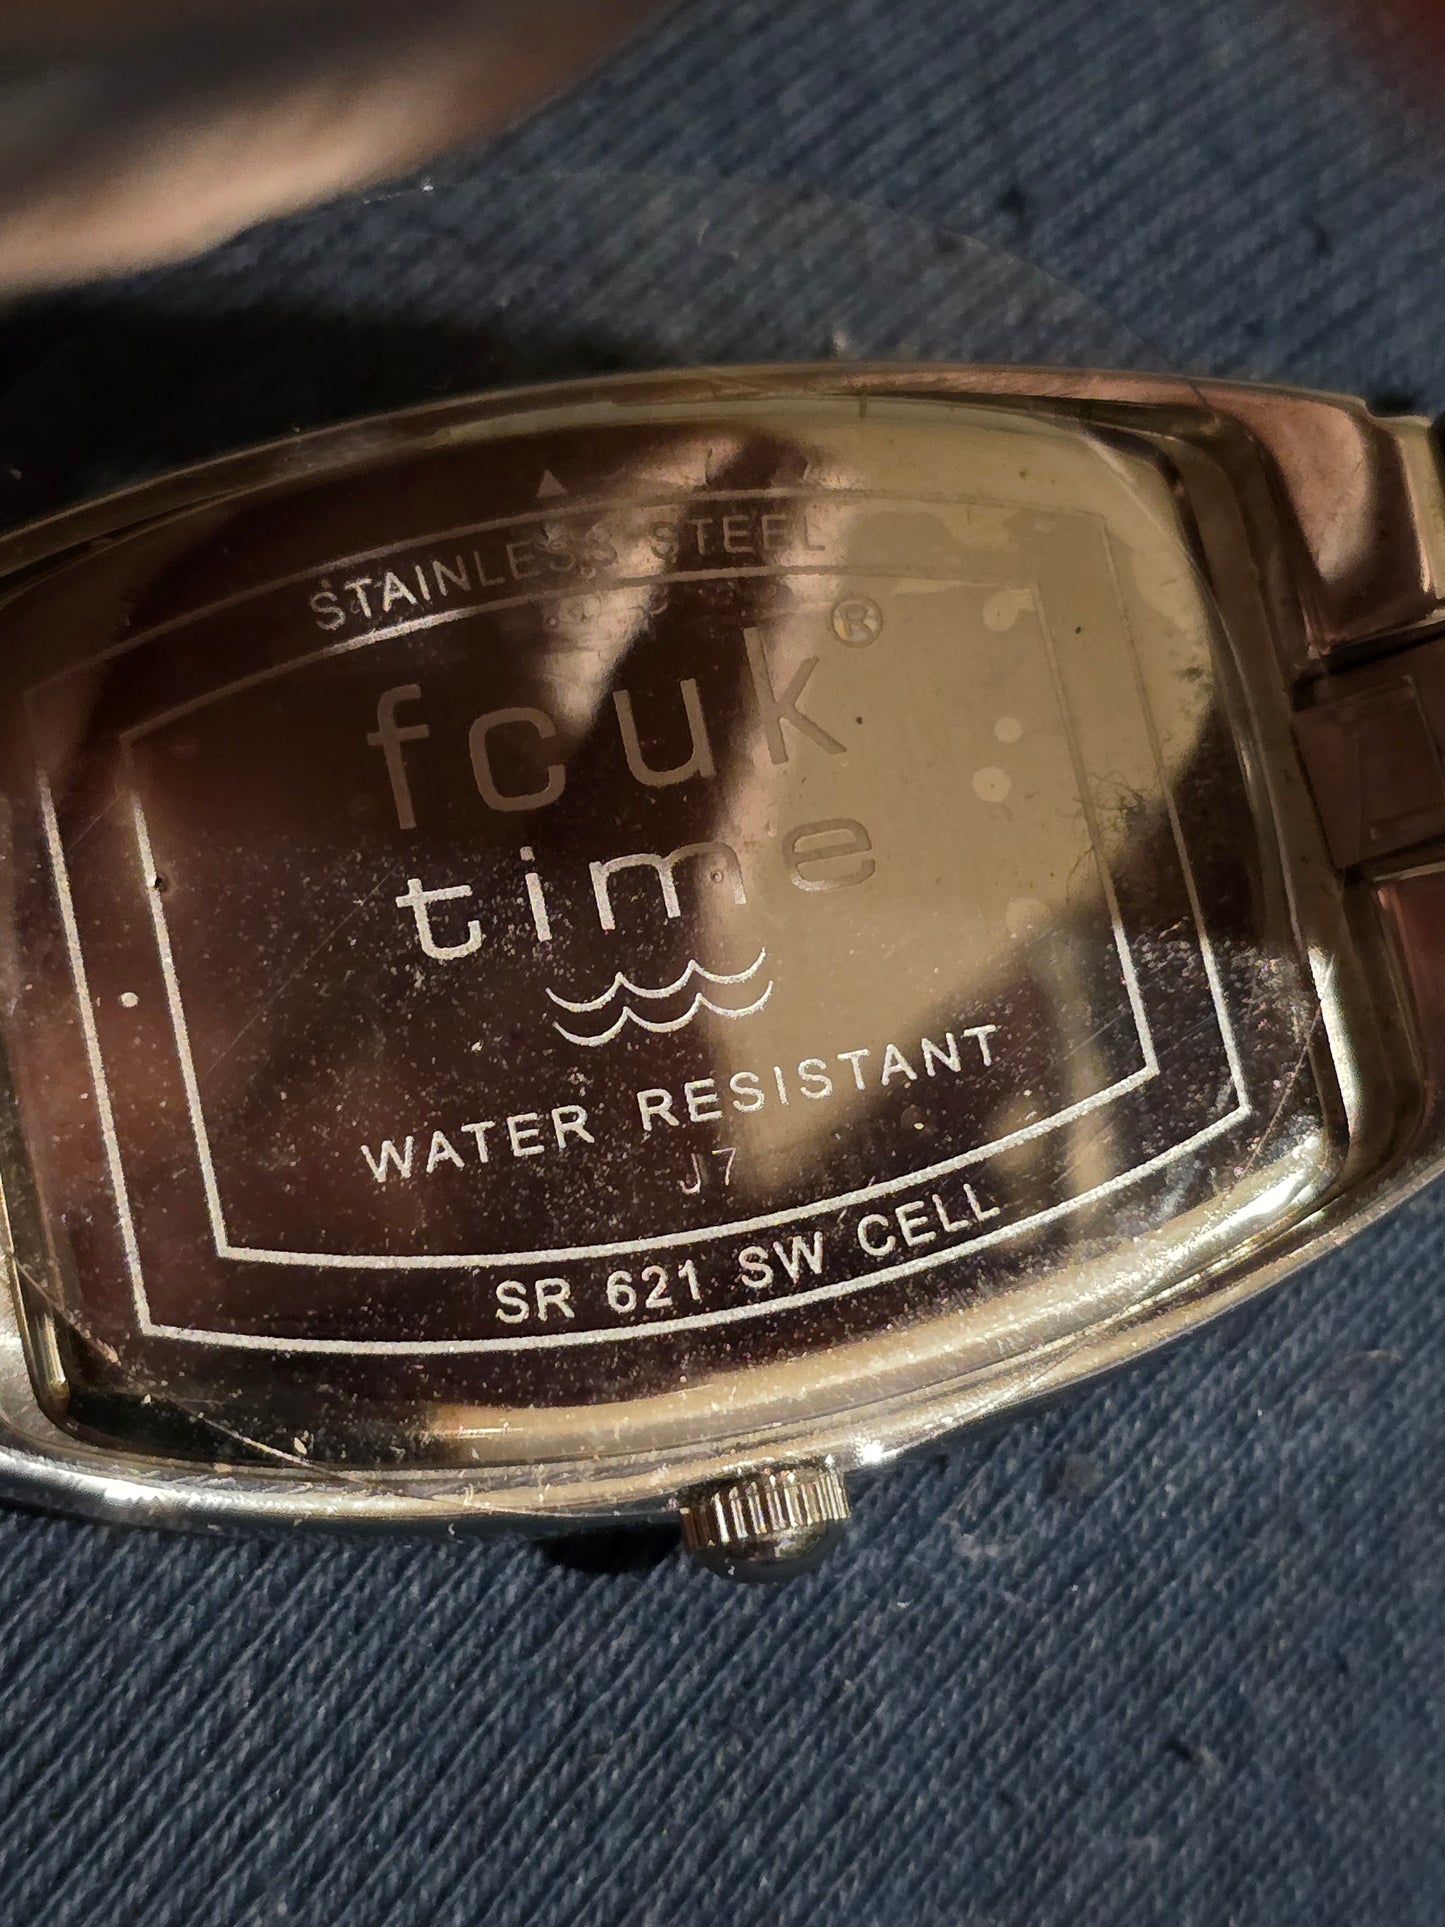 STAINLESS STEEL
fcuk®
time
WATER RESISTANT
J7
SR 621 SW CELL